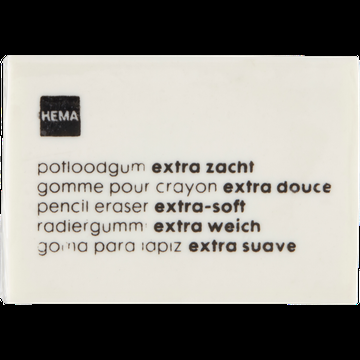 HEMA
potloodgum extra zacht
gomme pour crayon extra douce
pencil eraser extra-soft
radiergummi extra weich
goma para lapiz extra suave